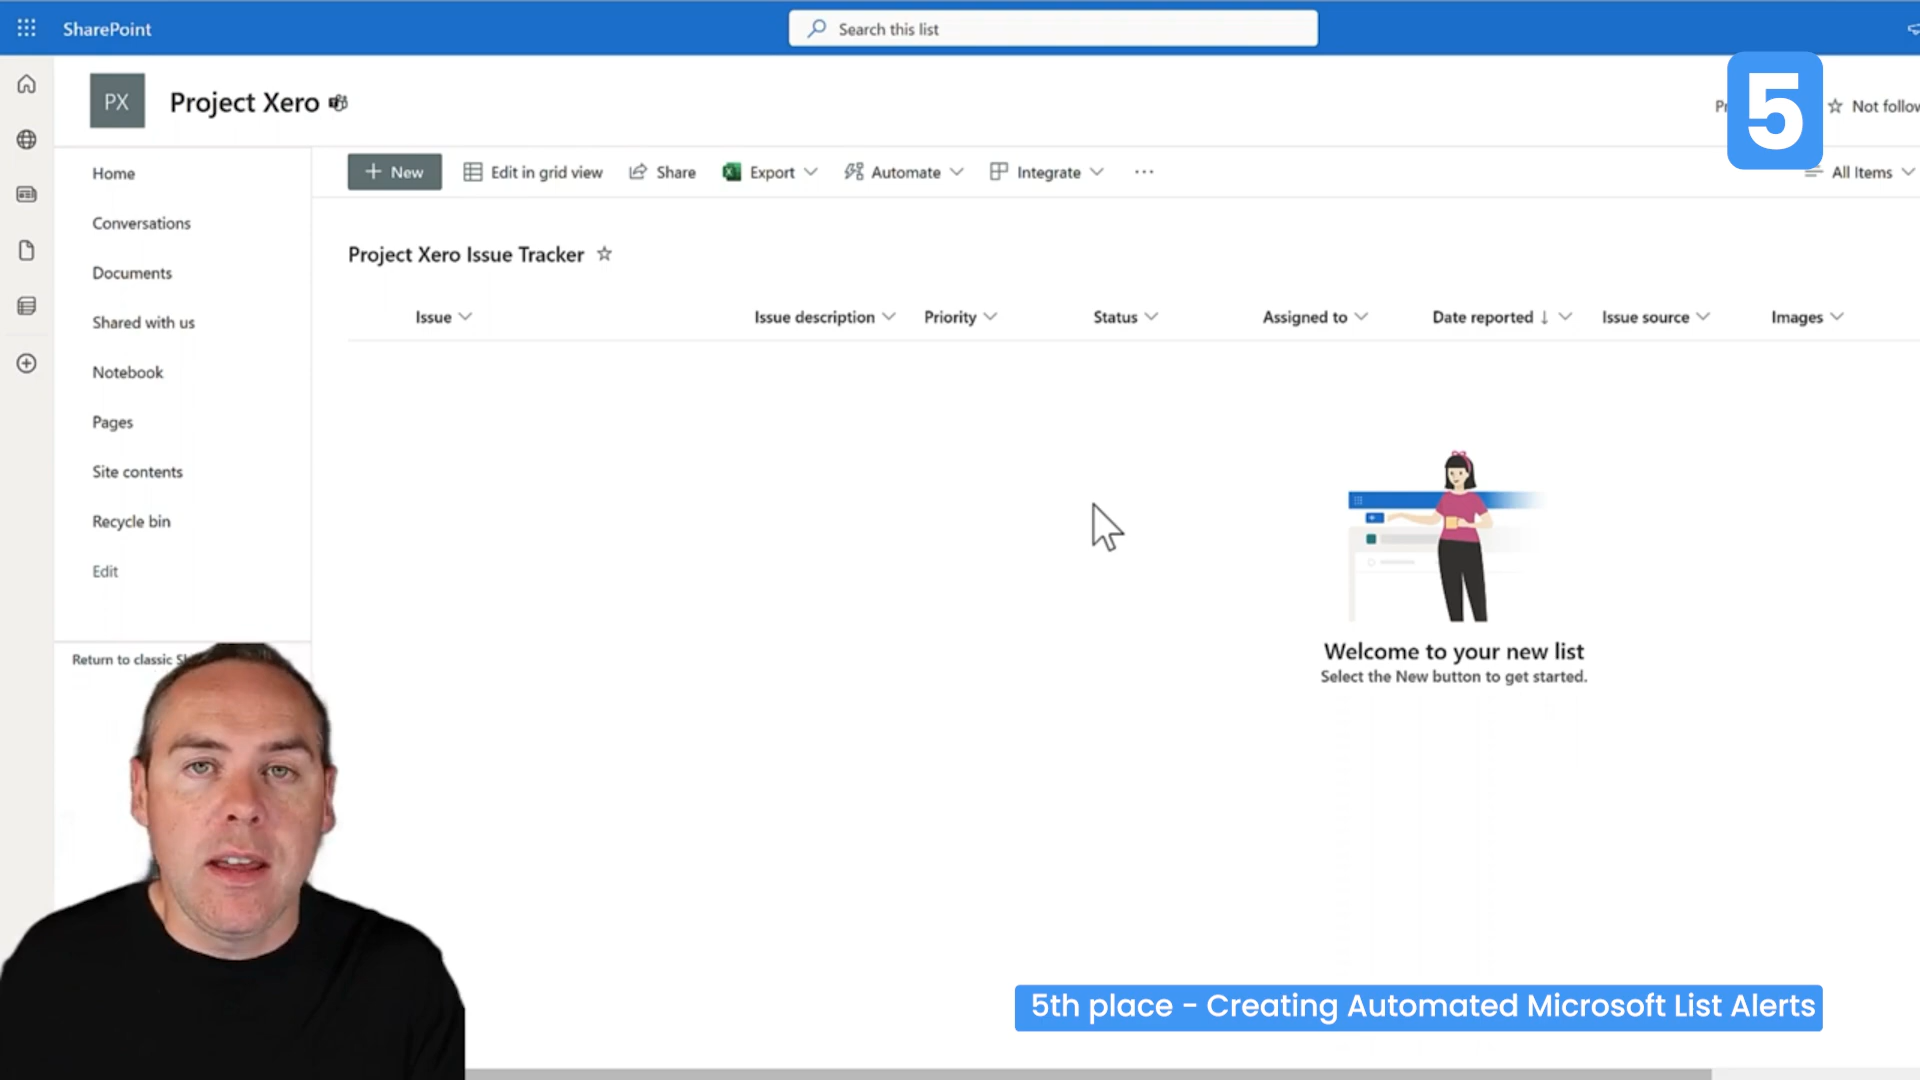 SharePoint
Search this list
5
PX
Project Xero
Not follow
New
Edit in grid view
Share
Export
Automate
Integrate
All Items
Home
Conversations
Documents
Shared with us
Notebook
Pages
Site contents
Recycle bin
Edit
Return to classic
Project Xero Issue Tracker
Issue
Issue description
Priority
Status
Assigned to
Date reported
Issue source
Images
Welcome to your new list
Select the New button to get started.
5th place - Creating Automated Microsoft List Alerts